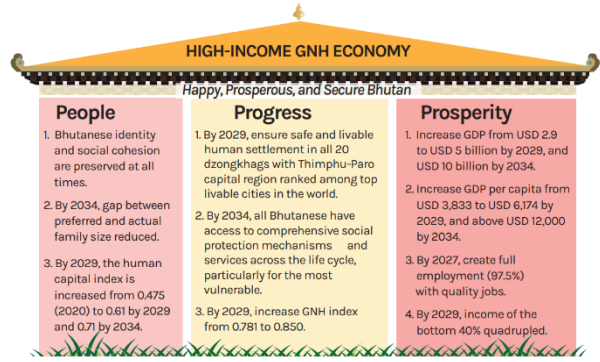 HIGH-INCOME GNH ECONOMY
Happy, Prosperous, and Secure Bhutan
People
1. Bhutanese identity
and social cohesion
are preserved at all
times.
2. By 2034, gap between
preferred and actual
family size reduced.
3. By 2029, the human
capital index is
increased from 0.475
(2020) to 0.61 by 2029
and 0.71 by 2034.
Progress
1. By 2029, ensure safe and livable
human settlement in all 20
dzongkhags with Thimphu-Paro
capital region ranked among top
livable cities in the world.
2. By 2034, all Bhutanese have
access to comprehensive social
protection mechanisms and
services across the life cycle,
particularly for the most
vulnerable.
3. By 2029, increase GNH index
from 0.781 to 0.850.
Prosperity
1. Increase GDP from USD 2.9
to USD 5 billion by 2029, and
USD 10 billion by 2034.
2. Increase GDP per capita from
USD 3,833 to USD 6,174 by
2029, and above USD 12,000
by 2034.
3. By 2027, create full
employment (97.5%)
with quality jobs.
4. By 2029, income of the
bottom 40% quadrupled.